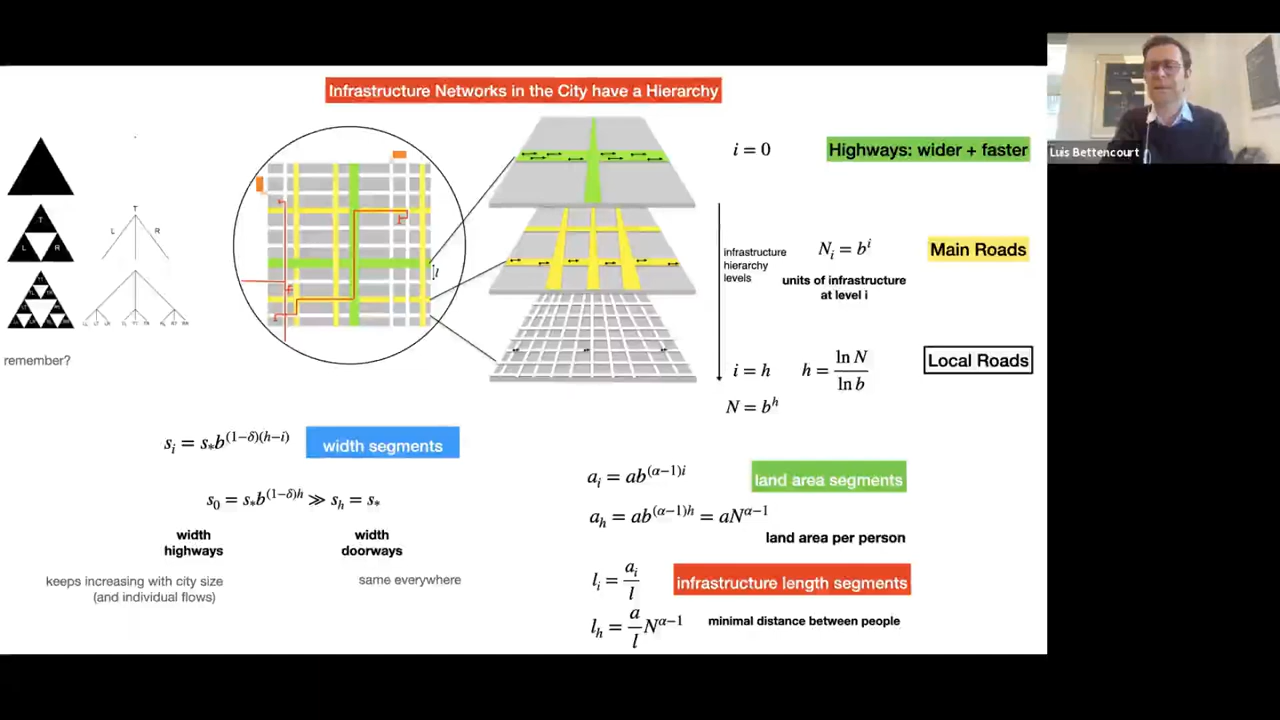 Infrastructure Networks in the City have a Hierarchy
Luis Bettencourt
i = 0
Highways: wider + faster
T
L R
T
L R
l
infrastructure
hierarchy
levels
N_i = b^i
units of infrastructure
at level i
Main Roads
remember?
i = h
h = ln N / ln b
N = b^h
Local Roads
s_i = s_* b^{(1−δ)(h−i)}
width segments
s_0 = s_* b^{(1−δ)h} ≫ s_h = s_*
width
highways
width
doorways
keeps increasing with city size
(and individual flows)
same everywhere
a_i = ab^{(α−1)i}
land area segments
a_h = ab^{(α−1)h} = aN^{α−1}
land area per person
l_i = a_i / l
infrastructure length segments
l_h = a / l N^{α−1}
minimal distance between people